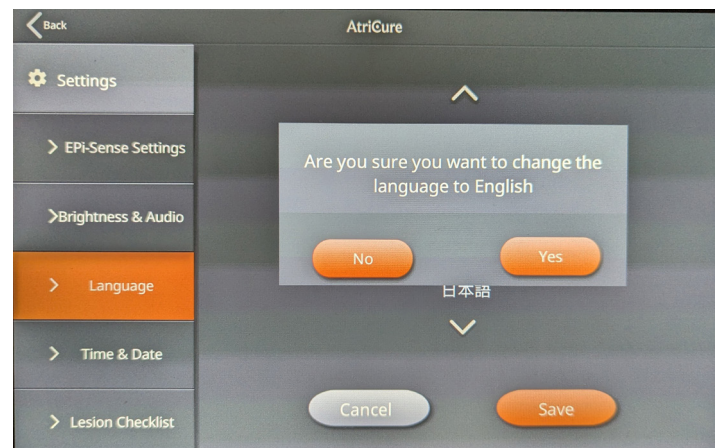 Back
AtriCure
Settings
EPi-Sense Settings
Brightness & Audio
Language
Time & Date
Lesion Checklist
Are you sure you want to change the
language to English
No
Yes
日本語
Cancel
Save